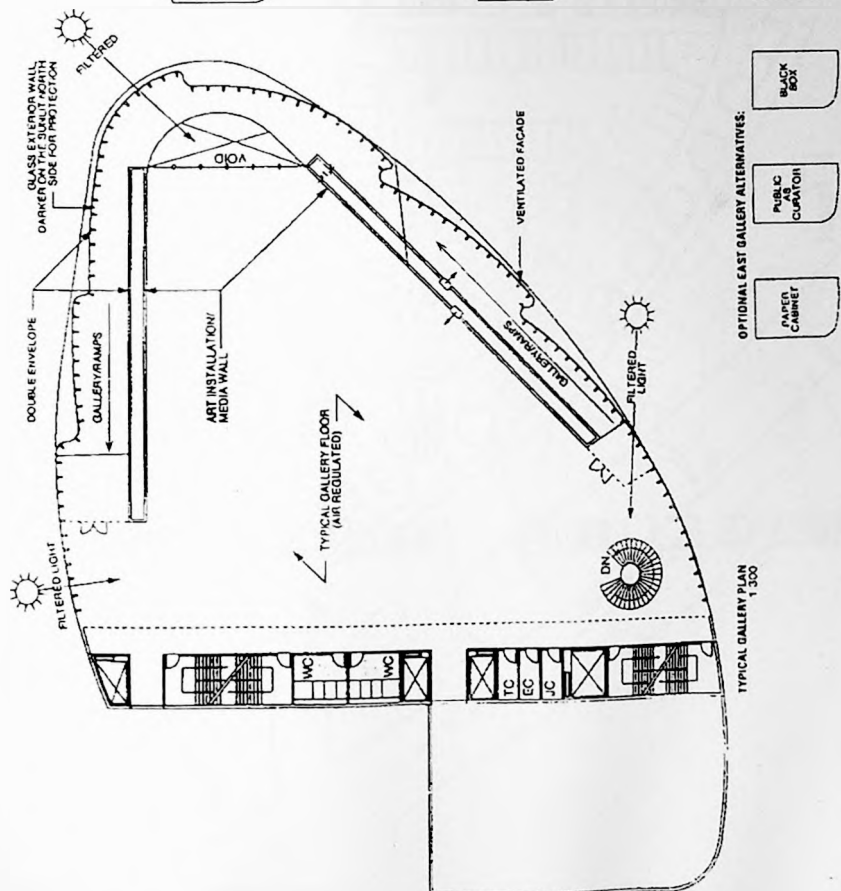 FILTERED
GLASS EXTERIOR WALL,
DARKER ON THE SUNLIT NORTH
SIDE FOR PROTECTION
DOUBLE ENVELOPE
GALLERY/RAMPS
VOID
ART INSTALLATION/
MEDIA WALL
VENTILATED FACADE
GALLERY/RAMPS
FILTERED
LIGHT
TYPICAL GALLERY FLOOR
(AIR REGULATED)
FILTERED LIGHT
DN
WC
WC
TC
EC
JC
TYPICAL GALLERY PLAN
1:300
OPTIONAL EAST GALLERY ALTERNATIVES:
PAPER
CABINET
PUBLIC
AS
CURATOR
BLACK
BOX